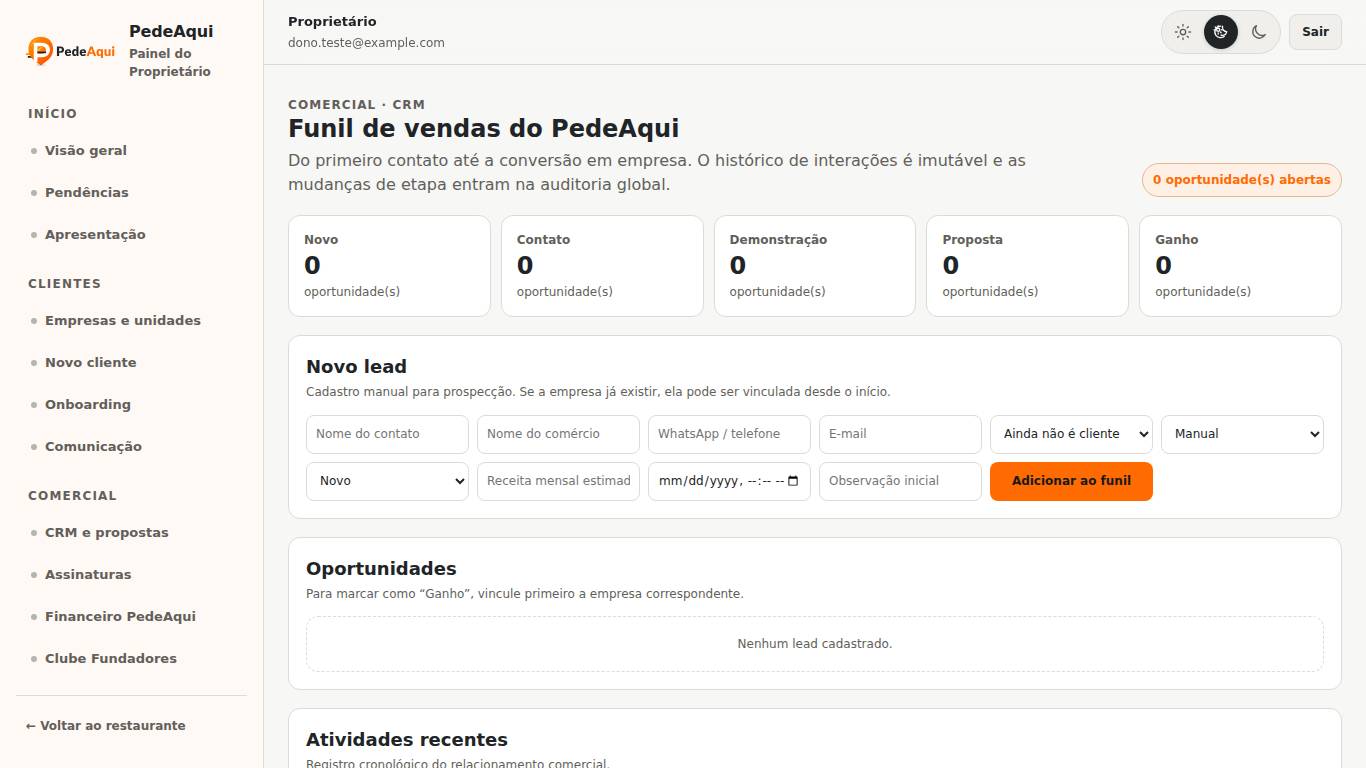 PedeAqui
PedeAqui
Painel do
Proprietário
INÍCIO
Visão geral
Pendências
Apresentação
CLIENTES
Empresas e unidades
Novo cliente
Onboarding
Comunicação
COMERCIAL
CRM e propostas
Assinaturas
Financeiro PedeAqui
Clube Fundadores
← Voltar ao restaurante
Proprietário
dono.teste@example.com
Sair
COMERCIAL · CRM
Funil de vendas do PedeAqui
Do primeiro contato até a conversão em empresa. O histórico de interações é imutável e as
mudanças de etapa entram na auditoria global.
0 oportunidade(s) abertas
Novo
0
oportunidade(s)
Contato
0
oportunidade(s)
Demonstração
0
oportunidade(s)
Proposta
0
oportunidade(s)
Ganho
0
oportunidade(s)
Novo lead
Cadastro manual para prospecção. Se a empresa já existir, ela pode ser vinculada desde o início.
Nome do contato
Nome do comércio
WhatsApp / telefone
E-mail
Ainda não é cliente
Manual
Novo
Receita mensal estimad
mm/dd/yyyy, --:-- --
Observação inicial
Adicionar ao funil
Oportunidades
Para marcar como “Ganho”, vincule primeiro a empresa correspondente.
Nenhum lead cadastrado.
Atividades recentes
Registro cronológico do relacionamento comercial.